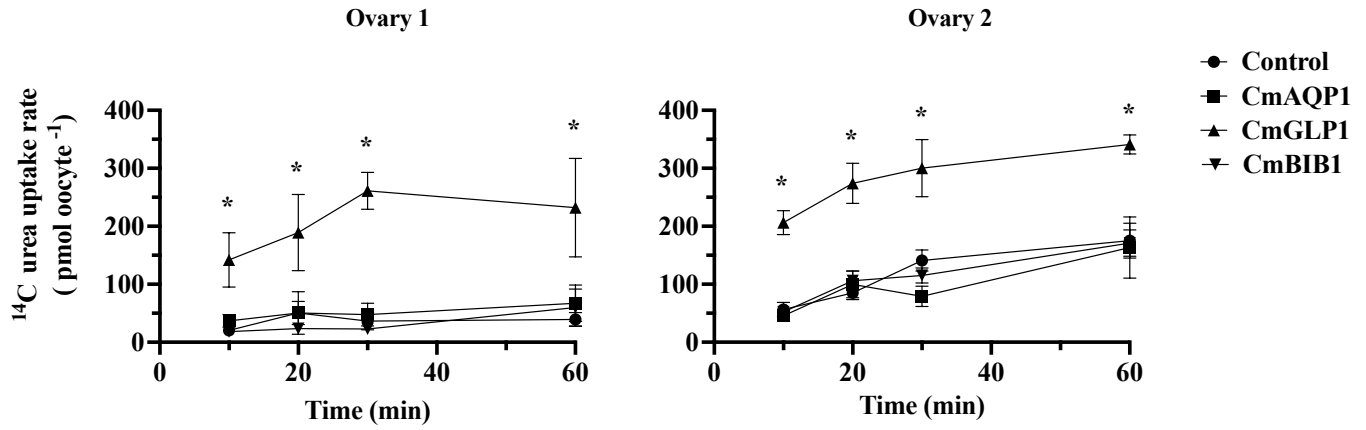 Ovary 1
Ovary 2
¹⁴C urea uptake rate
( pmol oocyte ⁻¹)
400
300
200
100
0
* * * *
0 20 40 60
Time (min)
400
300
200
100
0
* * * *
0 20 40 60
Time (min)
Control
CmAQP1
CmGLP1
CmBIB1